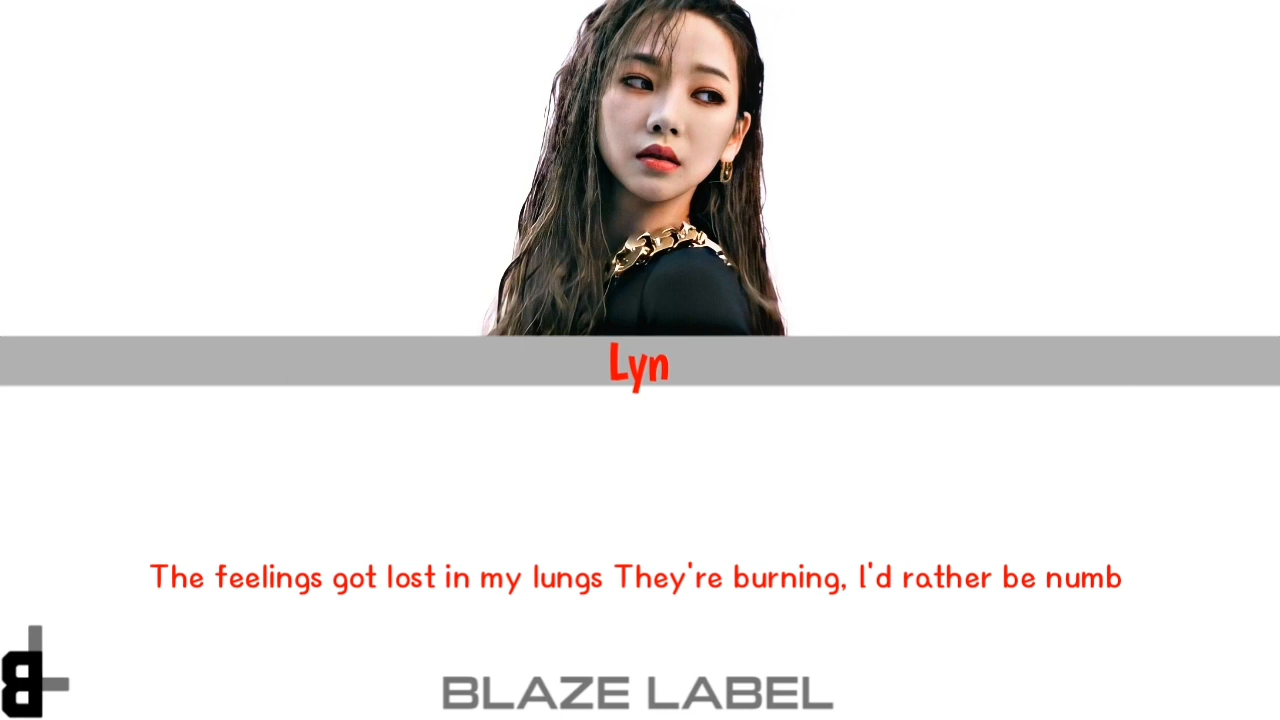 Lyn
The feelings got lost in my lungs They're burning, I'd rather be numb
B
BLAZE LABEL